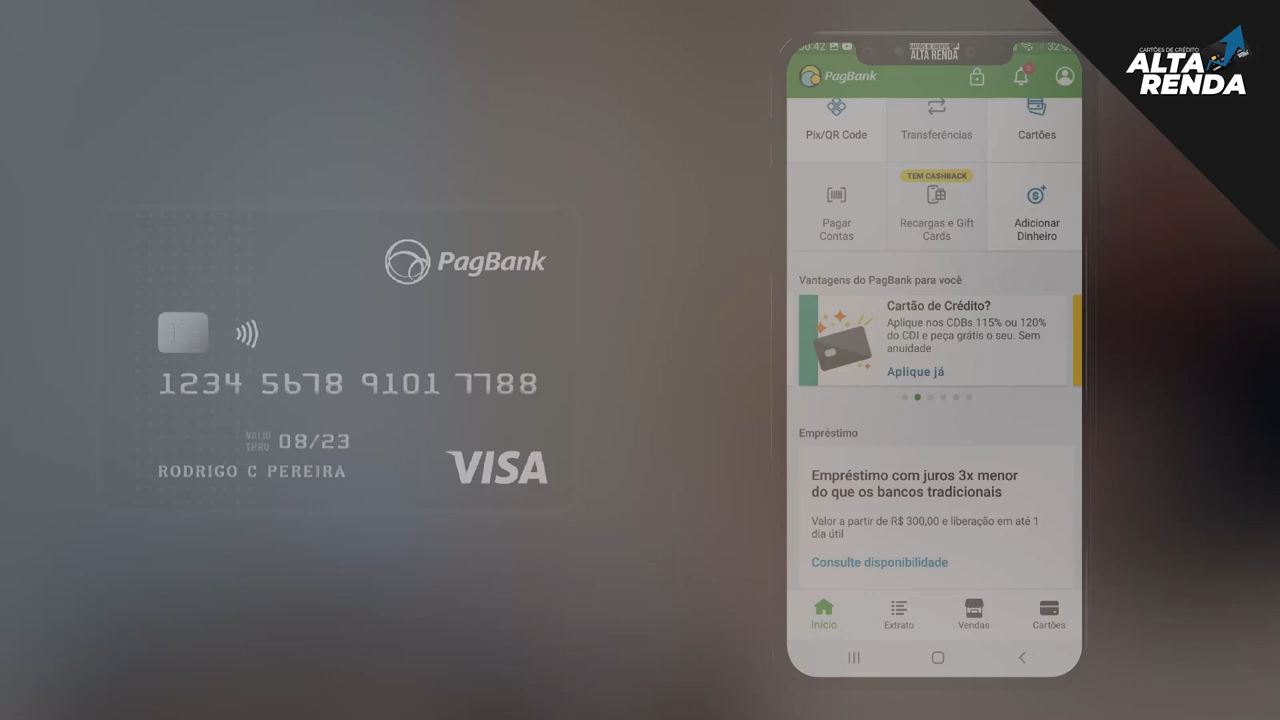 PagBank
1234 5678 9101 7788
VALID
THRU 08/23
RODRIGO C PEREIRA
VISA
ALTA RENDA
PagBank
Pix/QR Code
Transferências
Cartões
TEM CASHBACK
Pagar
Contas
Recargas e Gift
Cards
Adicionar
Dinheiro
Vantagens do PagBank para você
Cartão de Crédito?
Aplique nos CDBs 115% ou 120%
do CDI e peça grátis o seu. Sem
anuidade
Aplique já
Empréstimo
Empréstimo com juros 3x menor
do que os bancos tradicionais
Valor a partir de R$ 300,00 e liberação em até 1
dia útil
Consulte disponibilidade
Início
Extrato
Vendas
Cartões
CARTÕES DE CRÉDITO
ALTA
RENDA